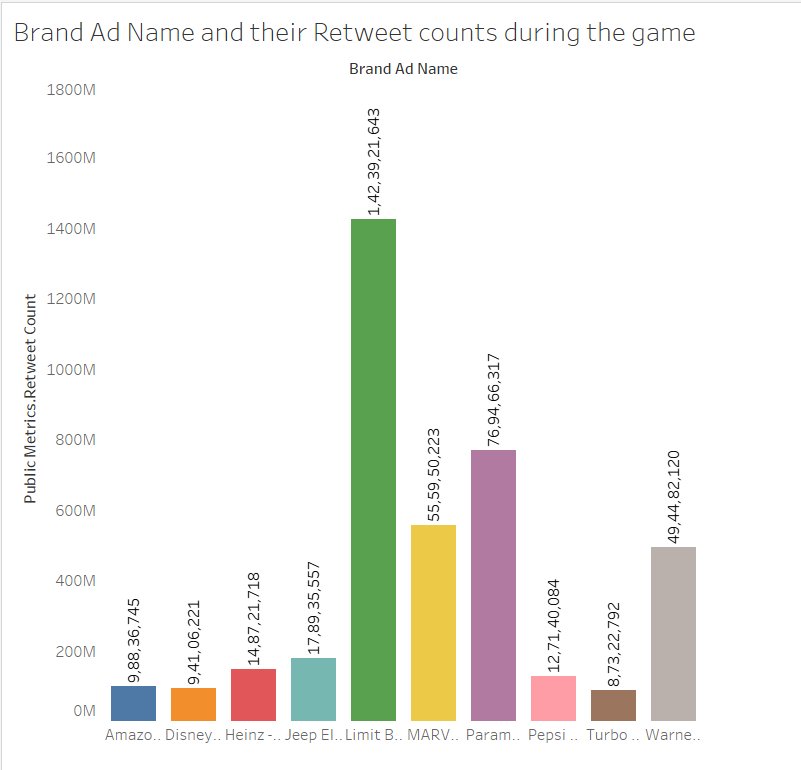 Brand Ad Name and their Retweet counts during the game
Brand Ad Name
Public Metrics.Retweet Count
1800M
1600M
1400M
1200M
1000M
800M
600M
400M
200M
0M
9,88,36,745
9,41,06,221
14,87,21,718
17,89,35,557
1,42,39,21,643
55,59,50,223
76,94,66,317
12,71,40,084
8,73,22,792
49,44,82,120
Amazo.. Disney.. Heinz -.. Jeep El.. Limit B.. MARV.. Param.. Pepsi .. Turbo .. Warne..